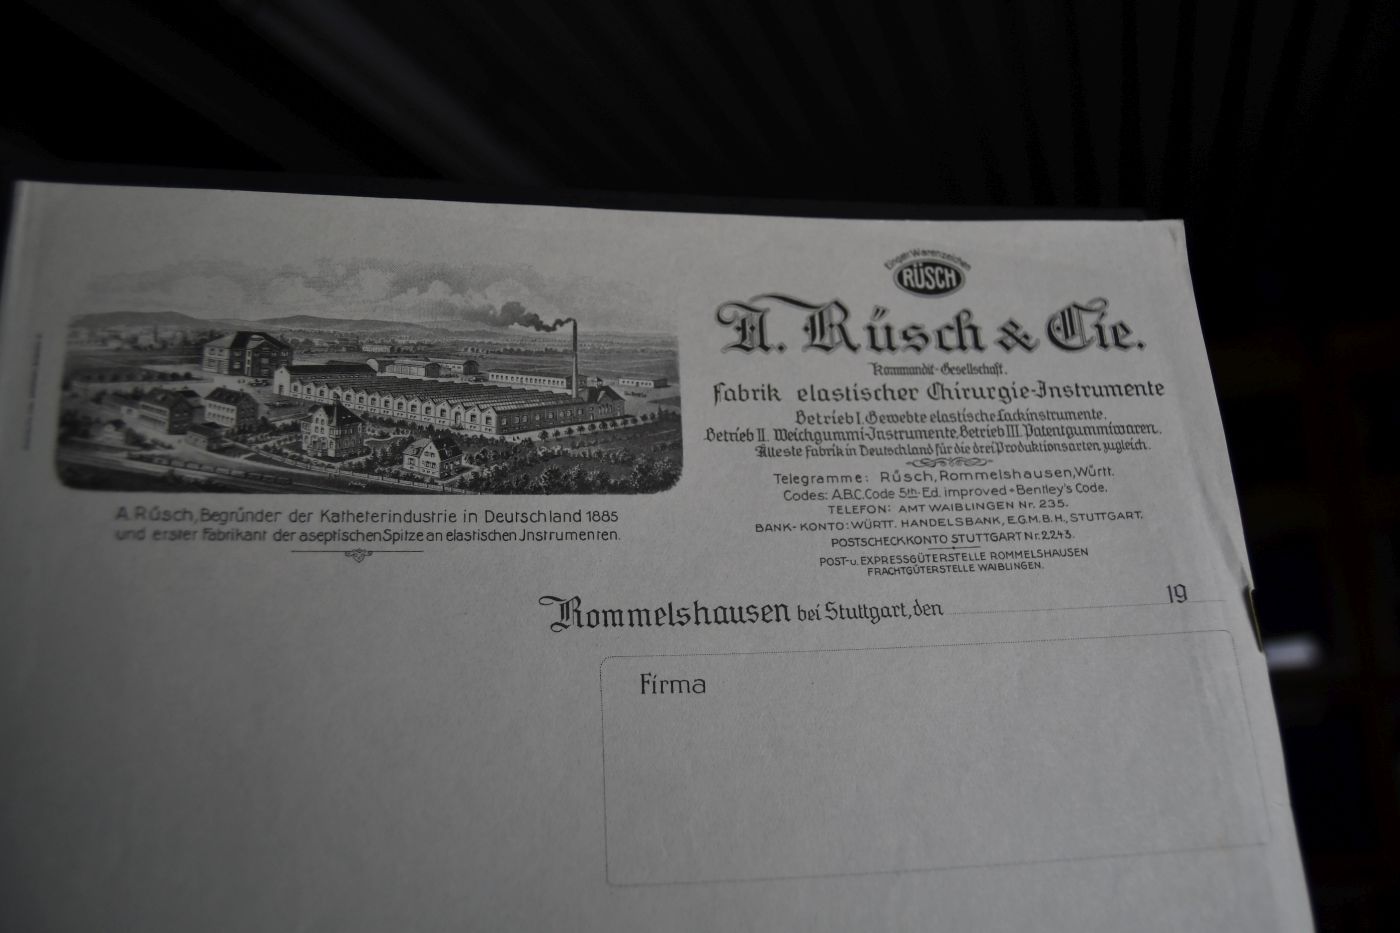 Einget. Warenzeichen
RÜSCH
A. Rüsch & Cie.
Kommandit-Gesellschaft.
Fabrik elastischer Chirurgie-Instrumente
Betrieb I. Gewebte elastische Lackinstrumente.
Betrieb II. Weichgummi-Instrumente, Betrieb III. Patentgummiwaren.
Älteste Fabrik in Deutschland für die drei Produktionsarten zugleich.
Telegramme: Rüsch, Rommelshausen, Württ.
Codes: A.B.C. Code 5th Ed. improved + Bentley's Code.
TELEFON: AMT WAIBLINGEN Nr. 235.
BANK-KONTO: WÜRTT. HANDELSBANK, E.G.M.B.H., STUTTGART.
POSTSCHECKKONTO STUTTGART Nr. 2243.
POST- u. EXPRESSGÜTERSTELLE ROMMELSHAUSEN
FRACHTGÜTERSTELLE WAIBLINGEN.
A. Rüsch, Begründer der Katheterindustrie in Deutschland 1885
und erster Fabrikant der aseptischen Spitze an elastischen Jnstrumenten.
Rommelshausen bei Stuttgart, den 19
Firma